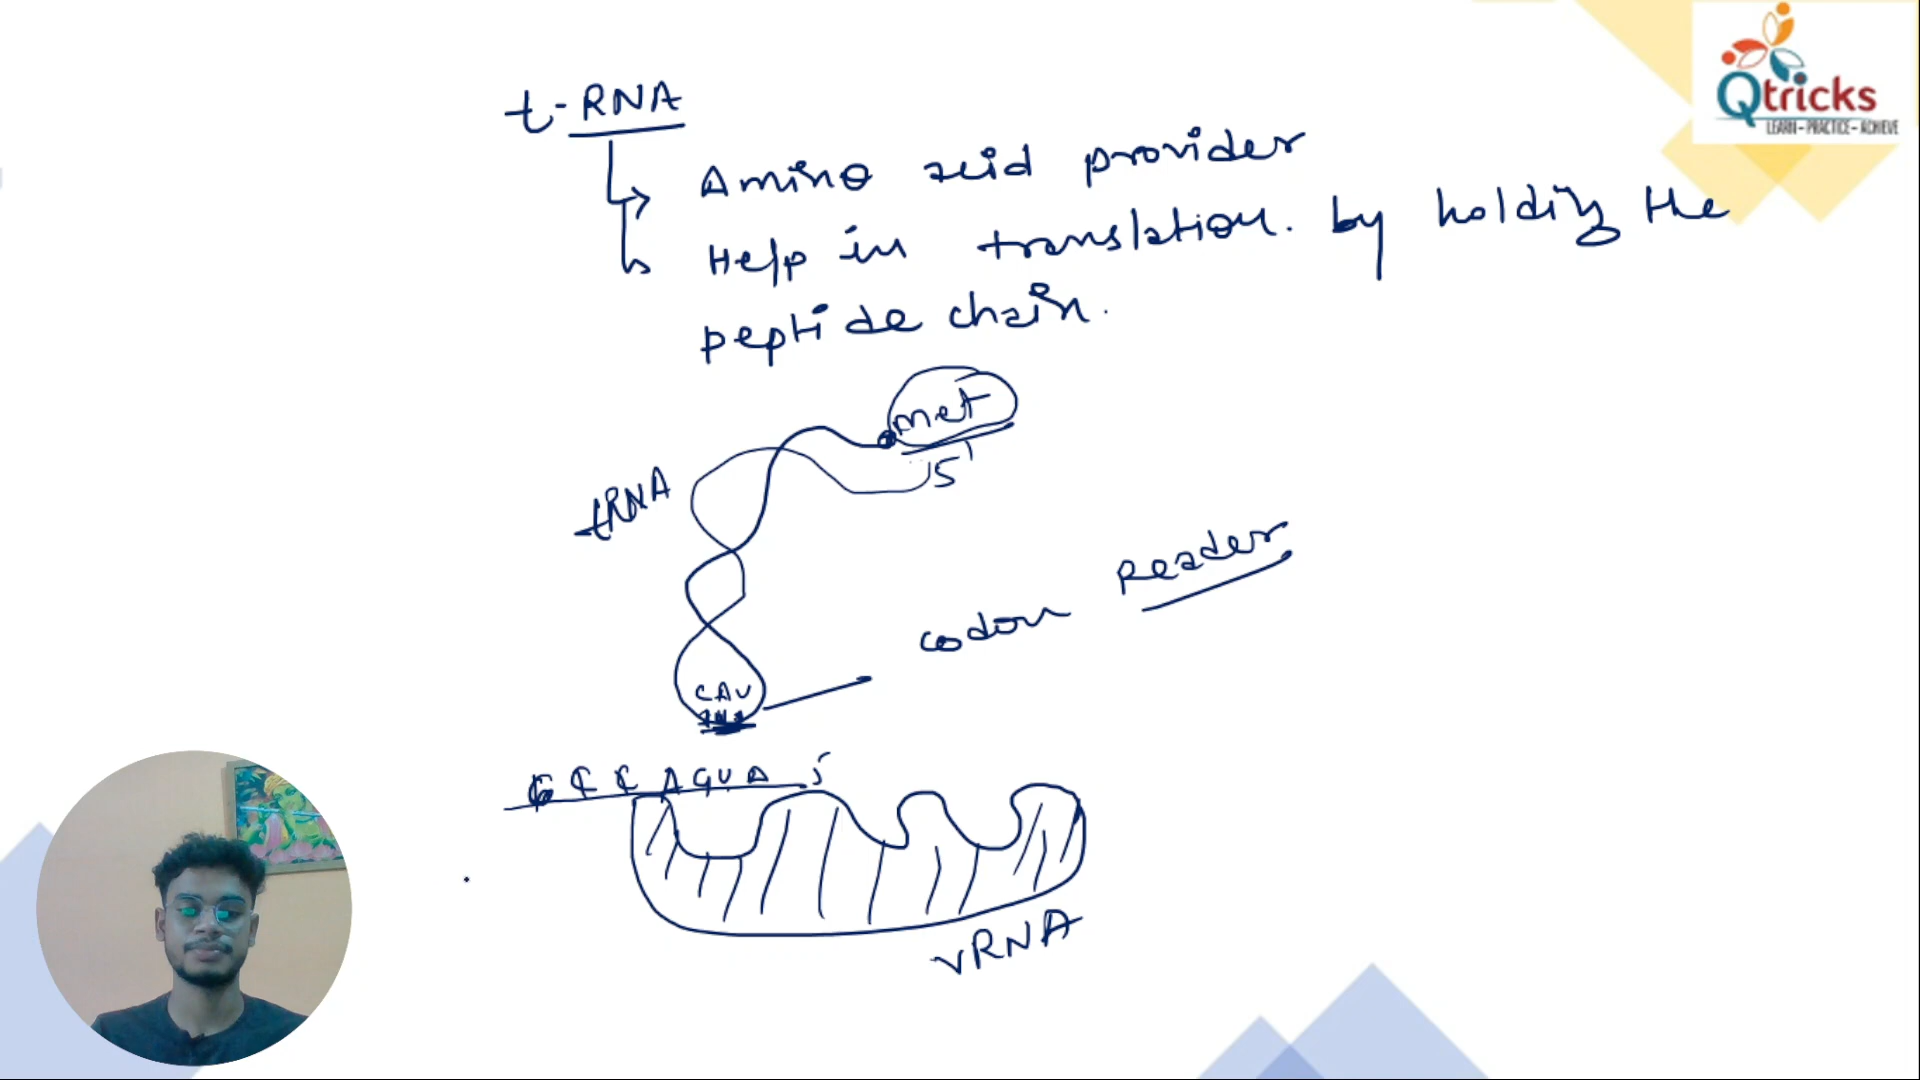 Qtricks
LEARN - PRACTICE - ACHIEVE
t-RNA
Amino acid provider
Help in translation. by holding the
peptide chain.
met
5'
tRNA
codon Reader
CAU
G C C A G U A 5'
rRNA